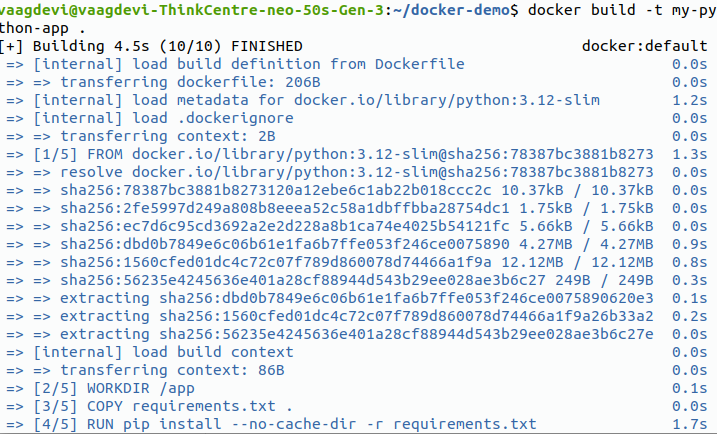 vaagdevi@vaagdevi-ThinkCentre-neo-50s-Gen-3:~/docker-demo$ docker build -t my-py
thon-app .
[+] Building 4.5s (10/10) FINISHED docker:default
=> [internal] load build definition from Dockerfile 0.0s
=> => transferring dockerfile: 206B 0.0s
=> [internal] load metadata for docker.io/library/python:3.12-slim 1.2s
=> [internal] load .dockerignore 0.0s
=> => transferring context: 2B 0.0s
=> [1/5] FROM docker.io/library/python:3.12-slim@sha256:78387bc3881b8273 1.3s
=> => resolve docker.io/library/python:3.12-slim@sha256:78387bc3881b8273 0.0s
=> => sha256:78387bc3881b8273120a12ebe6c1ab22b018ccc2c 10.37kB / 10.37kB 0.0s
=> => sha256:2fe5997d249a808b8eeea52c58a1dbffbba28754dc1 1.75kB / 1.75kB 0.0s
=> => sha256:ec7d6c95cd3692a2e2d228a8b1ca74e4025b54121fc 5.66kB / 5.66kB 0.0s
=> => sha256:dbd0b7849e6c06b61e1fa6b7ffe053f246ce0075890 4.27MB / 4.27MB 0.9s
=> => sha256:1560cfed01dc4c72c07f789d860078d74466a1f9a 12.12MB / 12.12MB 0.8s
=> => sha256:56235e4245636e401a28cf88944d543b29ee028ae3b6c27 249B / 249B 0.3s
=> => extracting sha256:dbd0b7849e6c06b61e1fa6b7ffe053f246ce0075890620e3 0.1s
=> => extracting sha256:1560cfed01dc4c72c07f789d860078d74466a1f9a26b33a2 0.2s
=> => extracting sha256:56235e4245636e401a28cf88944d543b29ee028ae3b6c27e 0.0s
=> [internal] load build context 0.0s
=> => transferring context: 86B 0.0s
=> [2/5] WORKDIR /app 0.1s
=> [3/5] COPY requirements.txt . 0.0s
=> [4/5] RUN pip install --no-cache-dir -r requirements.txt 1.7s